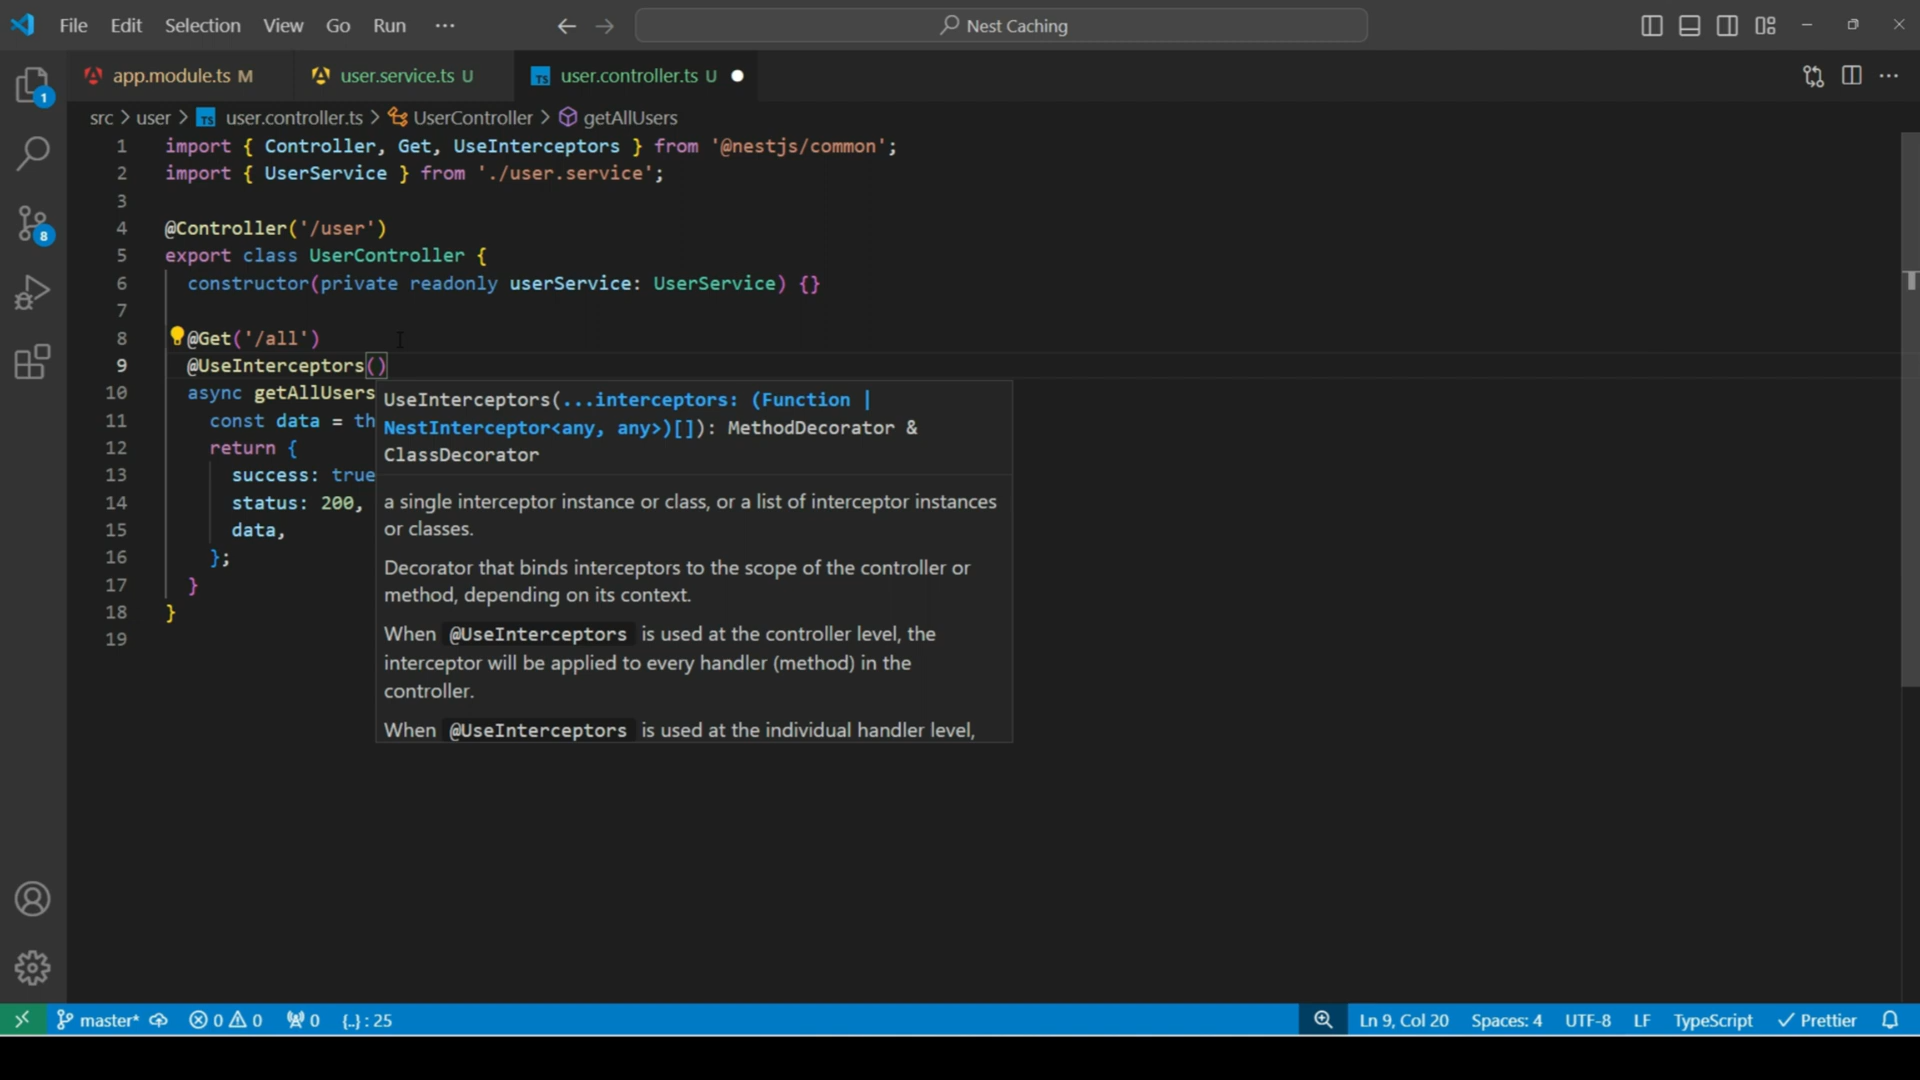 File Edit Selection View Go Run ··· Nest Caching
app.module.ts M user.service.ts U TS user.controller.ts U
src > user > TS user.controller.ts > UserController > getAllUsers
1 import { Controller, Get, UseInterceptors } from '@nestjs/common';
2 import { UserService } from './user.service';
3
4 @Controller('/user')
5 export class UserController {
6 constructor(private readonly userService: UserService) {}
7
8 @Get('/all')
9 @UseInterceptors()
10 async getAllUsers
11 const data = th
12 return {
13 success: true
14 status: 200,
15 data,
16 };
17 }
18 }
19
UseInterceptors(...interceptors: (Function |
NestInterceptor<any, any>)[]): MethodDecorator &
ClassDecorator
a single interceptor instance or class, or a list of interceptor instances
or classes.
Decorator that binds interceptors to the scope of the controller or
method, depending on its context.
When @UseInterceptors is used at the controller level, the
interceptor will be applied to every handler (method) in the
controller.
When @UseInterceptors is used at the individual handler level,
1
8
master* 0 0 0 {..} : 25 Ln 9, Col 20 Spaces: 4 UTF-8 LF TypeScript Prettier